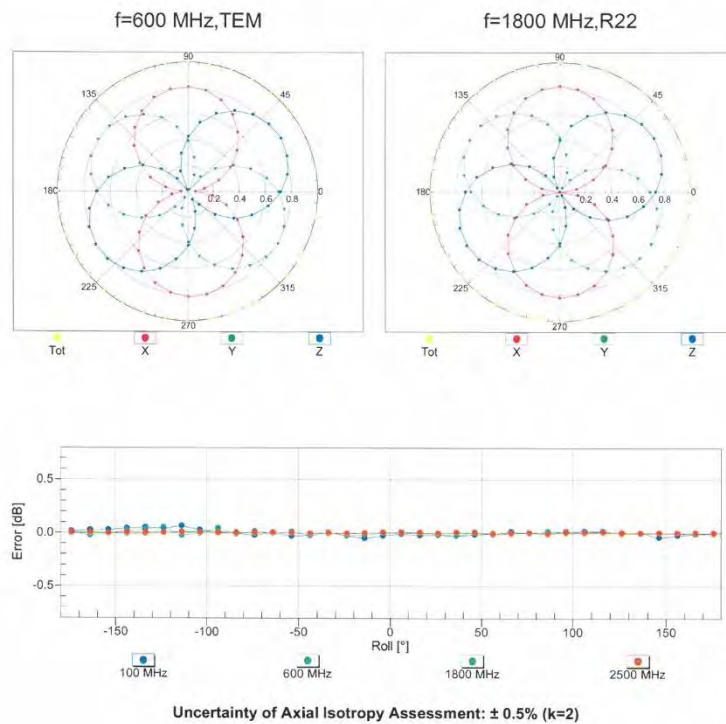 f=600 MHz,TEM
f=1800 MHz,R22
90
135
45
180
0.2 0.4 0.6 0.8
0
225
315
270
Tot X Y Z
90
135
45
180
0.2 0.4 0.6 0.8
0
225
315
270
Tot X Y Z
Error [dB]
0.5
0.0
-0.5
-150 -100 -50 0 50 100 150
Roll [°]
100 MHz 600 MHz 1800 MHz 2500 MHz
Uncertainty of Axial Isotropy Assessment: ± 0.5% (k=2)